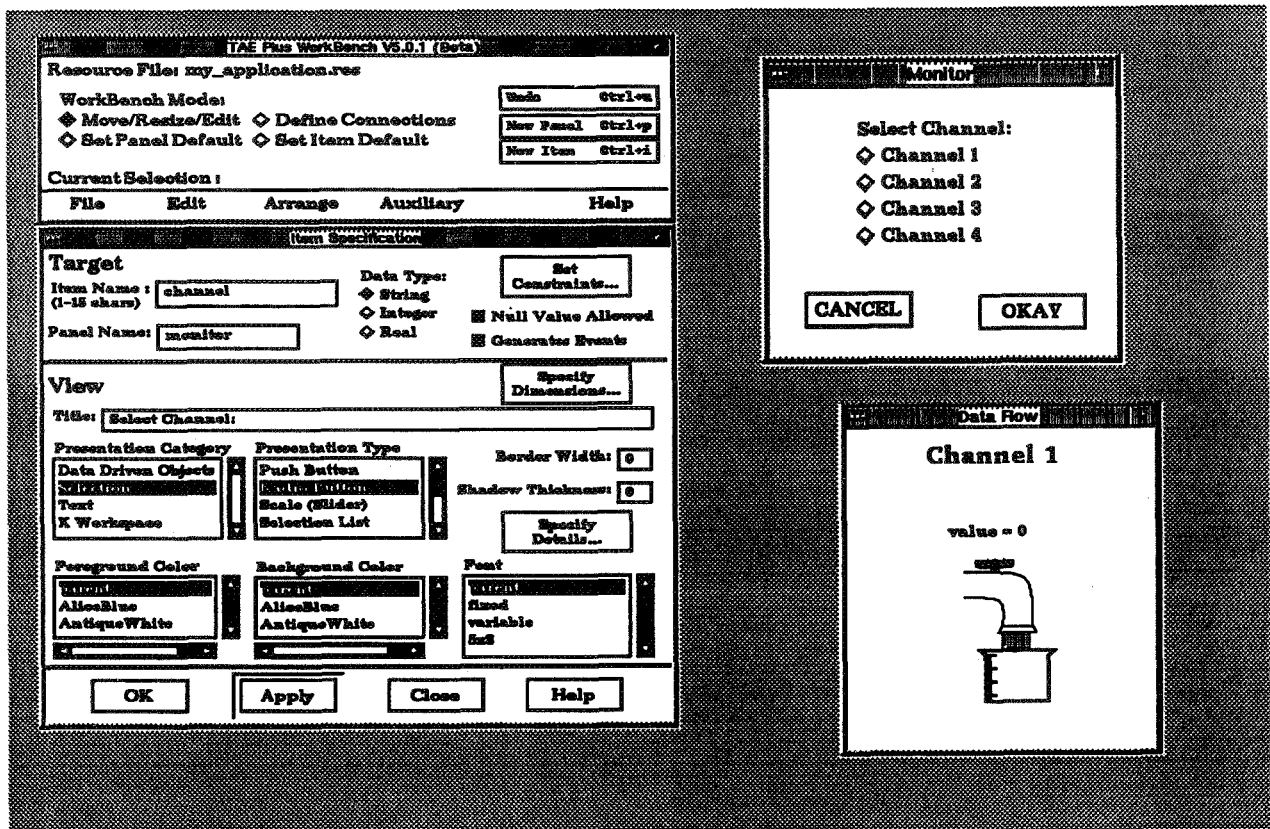 TAE Plus WorkBench V5.0.1 (Beta)
Resource File: my_application.res
WorkBench Mode:
Move/Resize/Edit Define Connections
Set Panel Default Set Item Default
Undo Ctrl+u
New Panel Ctrl+p
New Item Ctrl+i
Current Selection :
File Edit Arrange Auxiliary Help
Item Specification
Target
Item Name : channel
(1-15 chars)
Panel Name: monitor
Data Type:
String
Integer
Real
Set
Constraints...
Null Value Allowed
Generates Events
View
Specify
Dimensions...
Title: Select Channel:
Presentation Category
Data Driven Objects
Selection
Text
X Workspace
Presentation Type
Push Button
Radio Button
Scale (Slider)
Selection List
Border Width: 0
Shadow Thickness: 0
Specify
Details...
Foreground Color
parent
AliceBlue
AntiqueWhite
Background Color
parent
AliceBlue
AntiqueWhite
Font
parent
fixed
variable
5x8
OK Apply Close Help
Monitor
Select Channel:
Channel 1
Channel 2
Channel 3
Channel 4
CANCEL OKAY
Data Flow
Channel 1
value = 0